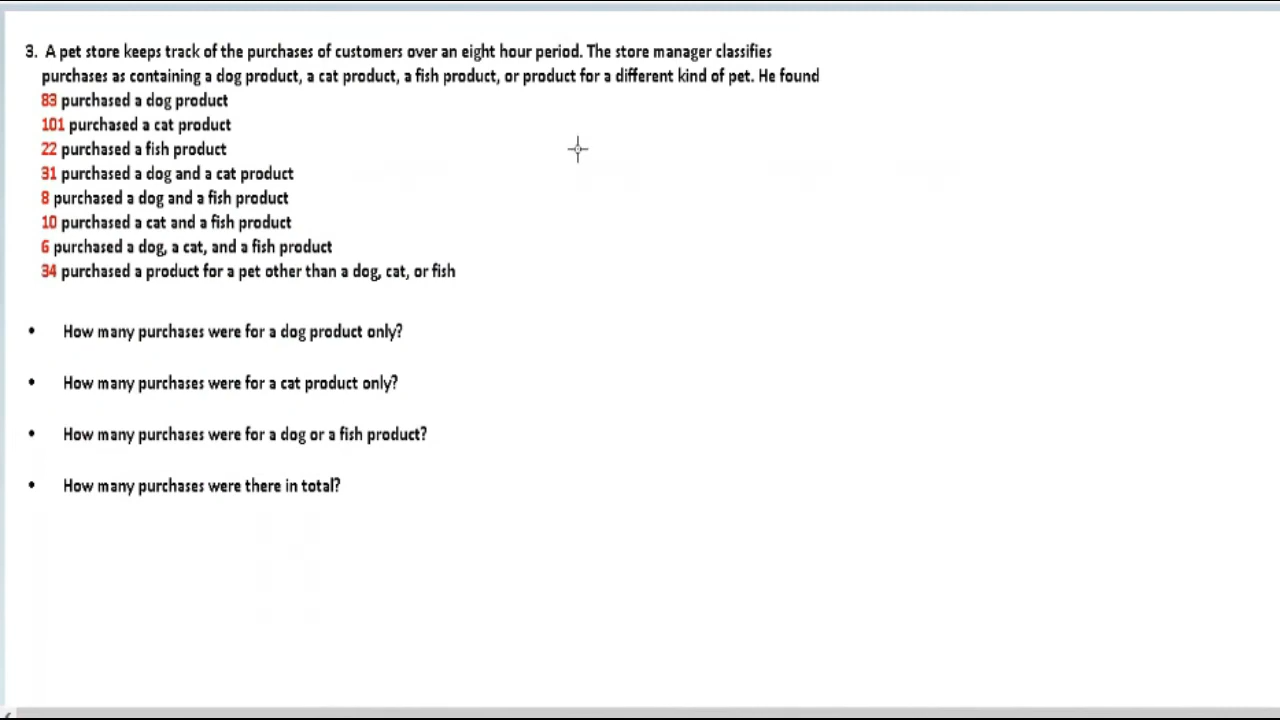 3. A pet store keeps track of the purchases of customers over an eight hour period. The store manager classifies
purchases as containing a dog product, a cat product, a fish product, or product for a different kind of pet. He found
83 purchased a dog product
101 purchased a cat product
22 purchased a fish product
31 purchased a dog and a cat product
8 purchased a dog and a fish product
10 purchased a cat and a fish product
6 purchased a dog, a cat, and a fish product
34 purchased a product for a pet other than a dog, cat, or fish
• How many purchases were for a dog product only?
• How many purchases were for a cat product only?
• How many purchases were for a dog or a fish product?
• How many purchases were there in total?